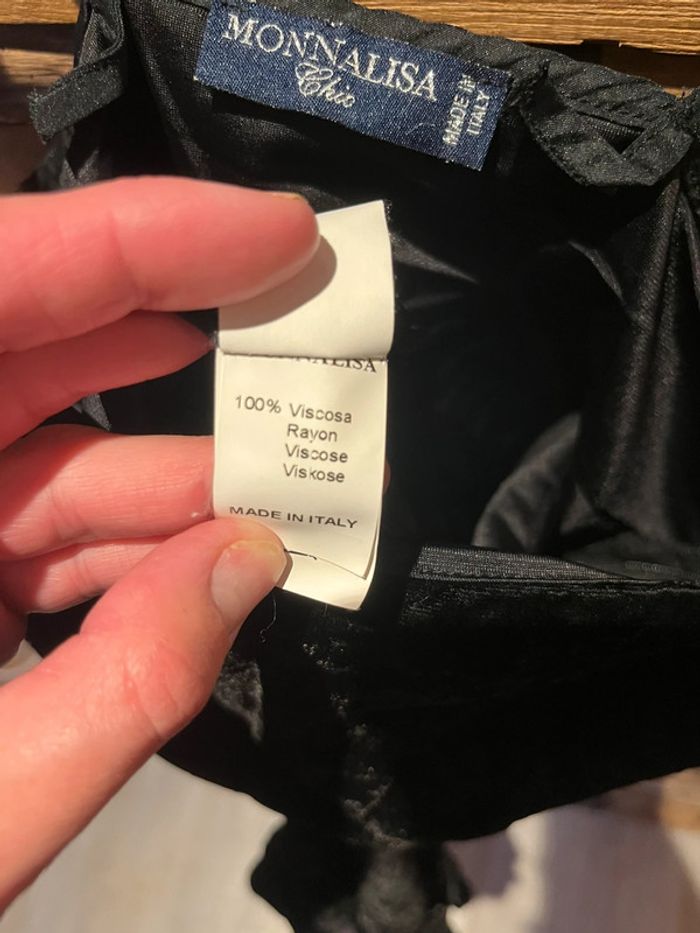 MONNALISA
Chic
MADE IN
ITALY
100% Viscosa
Rayon
Viscose
Viskose
MADE IN ITALY